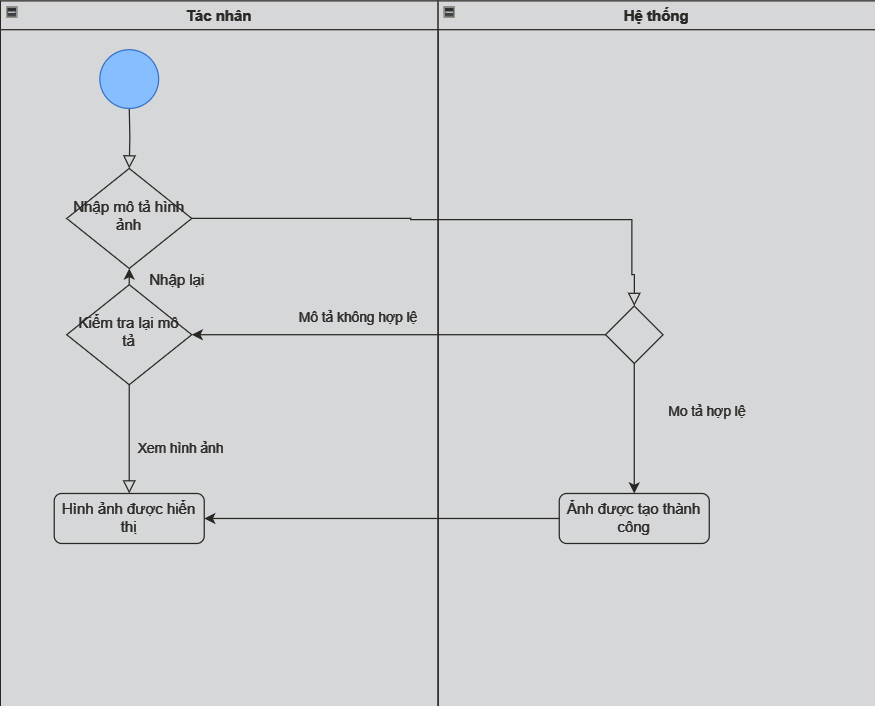 Tác nhân
Hệ thống
Nhập mô tả hình
ảnh
Nhập lại
Kiểm tra lại mô
tả
Mô tả không hợp lệ
Mo tả hợp lệ
Xem hình ảnh
Hình ảnh được hiển
thị
Ảnh được tạo thành
công